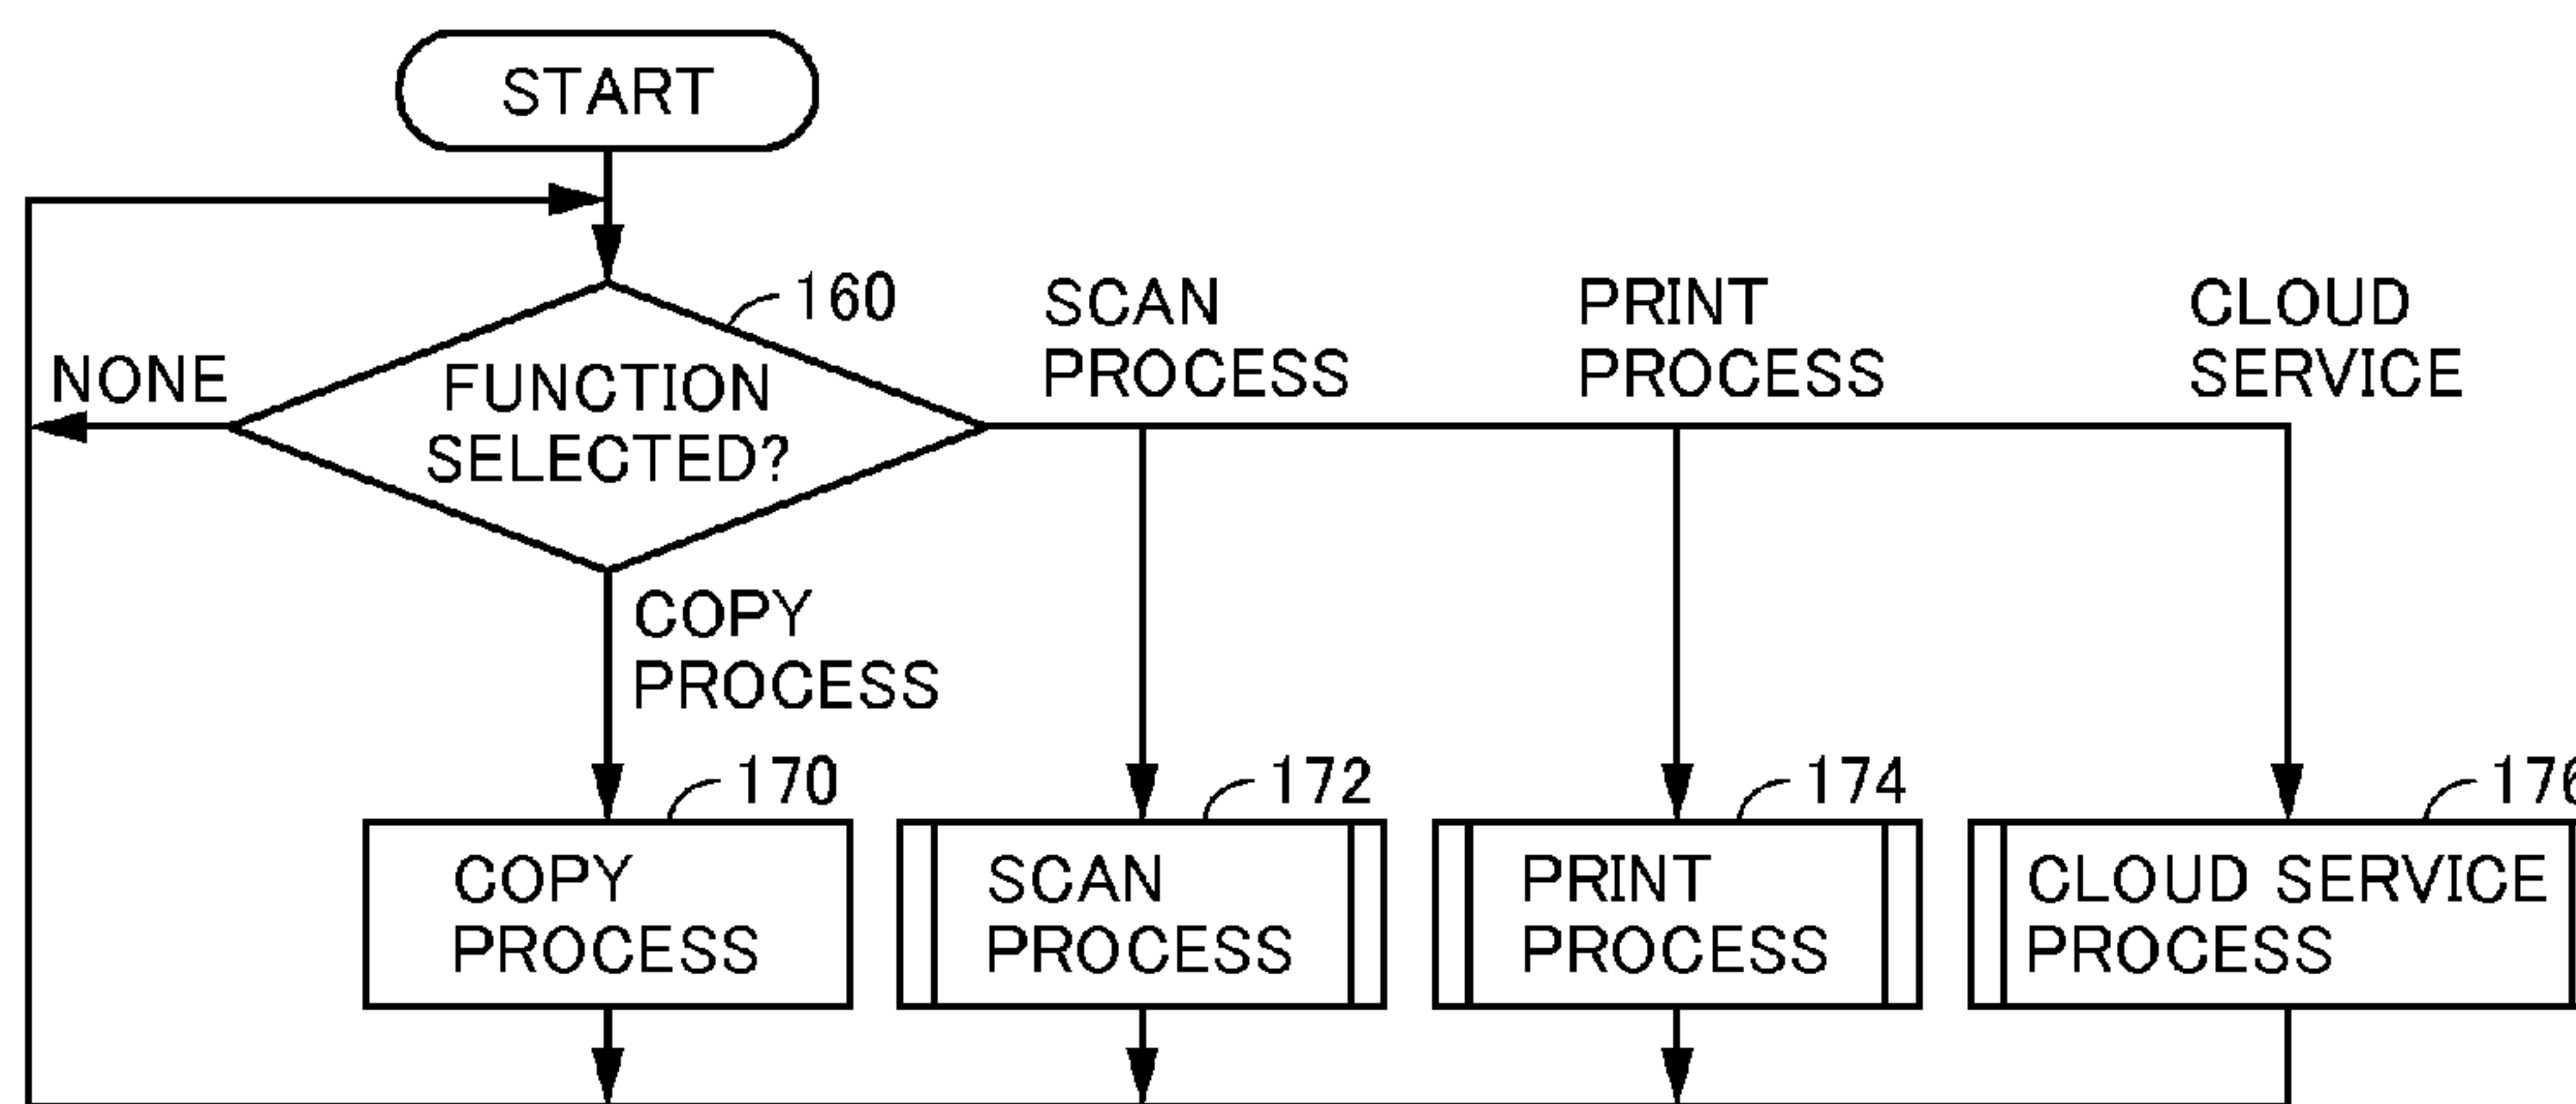 START
160
NONE
FUNCTION
SELECTED?
SCAN
PROCESS
PRINT
PROCESS
CLOUD
SERVICE
COPY
PROCESS
170
172
174
176
COPY
PROCESS
SCAN
PROCESS
PRINT
PROCESS
CLOUD SERVICE
PROCESS